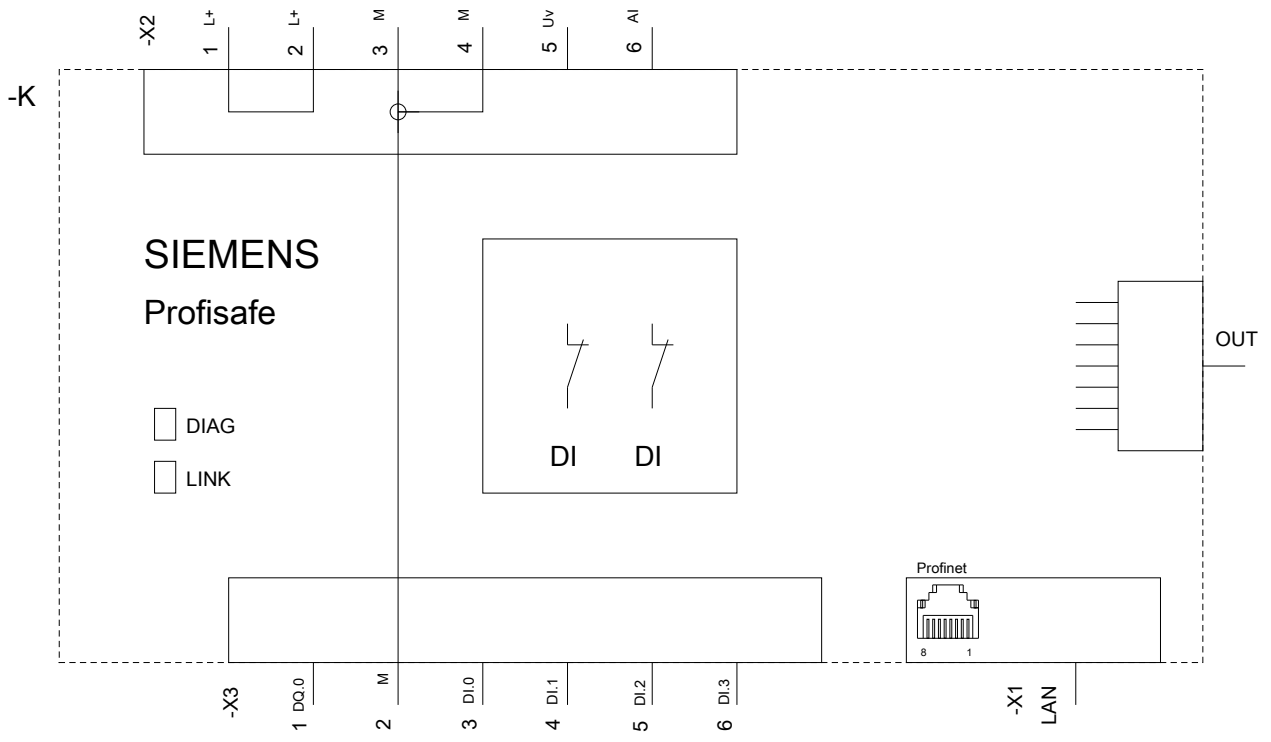 -X2
1 L+
2 L+
3 M
4 M
5 Uv
6 AI
-K
SIEMENS
Profisafe
DIAG
LINK
DI DI
OUT
Profinet
8 1
-X3
1 DQ.0
2 M
3 DI.0
4 DI.1
5 DI.2
6 DI.3
-X1
LAN